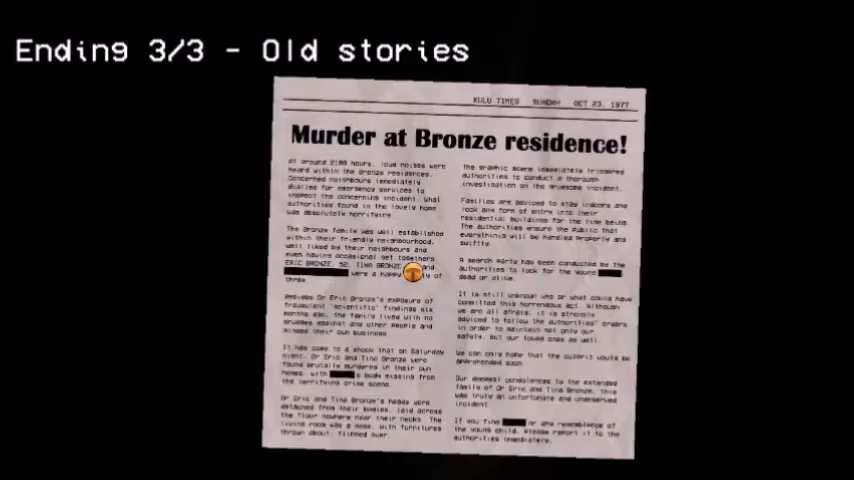 Ending 3/3 - Old stories
KULU TIMES SUNDAY OCT 23, 1977
Murder at Bronze residence!
At around 2100 hours, loud noises were
heard within the Bronze residences.
Concerned neighbours immediately
dialled for emergency services to
inspect the concerning incident. What
authorities found in the lovely home
was absolutely horrifying.
The Bronze family was well established
within their friendly neighbourhood,
well liked by their neighbours and
even having occasional get togethers
ERIC BRONZE, 52, TINA BRONZE and
were a happy of
three
Besides Dr Eric Bronze's exposure of
fraudulent 'scientific' findings six
months ago, the family lived with no
grudges against any other people and
minded their own business
It has come to a shock that on Saturday
night, Dr Eric and Tina Bronze were
found brutally murdered in their own
homes, with s body missing from
the terrifying crime scene.
Dr Eric and Tina Bronze's heads were
detached from their bodies, laid across
the floor nowhere near their necks. The
living room was a mess, with furnitures
thrown about, flipped over.
The graphic scene immediately triggered
authorities to conduct a thorough
investigation on the gruesome incident.
Families are advised to stay indoors and
lock any form of entry into their
residential buildings for the time being.
The authorities ensure the public that
everything will be handled properly and
swiftly.
A search party has been conducted by the
authorities to look for the young
dead or alive.
It is still unknown who or what could have
committed this horrendous act. Although
we are all afraid, it is strongly
adviced to follow the authorities' orders
in order to maintain not only our
safety, but our loved ones as well.
We can only hope that the culprit would be
apprehended soon
Our deepest condolences to the extended
family of Dr Eric and Tina Bronze, this
was truly an unfortunate and undeserved
incident
If you find or any resemblance of
the young child, please report it to the
authorities immediately.